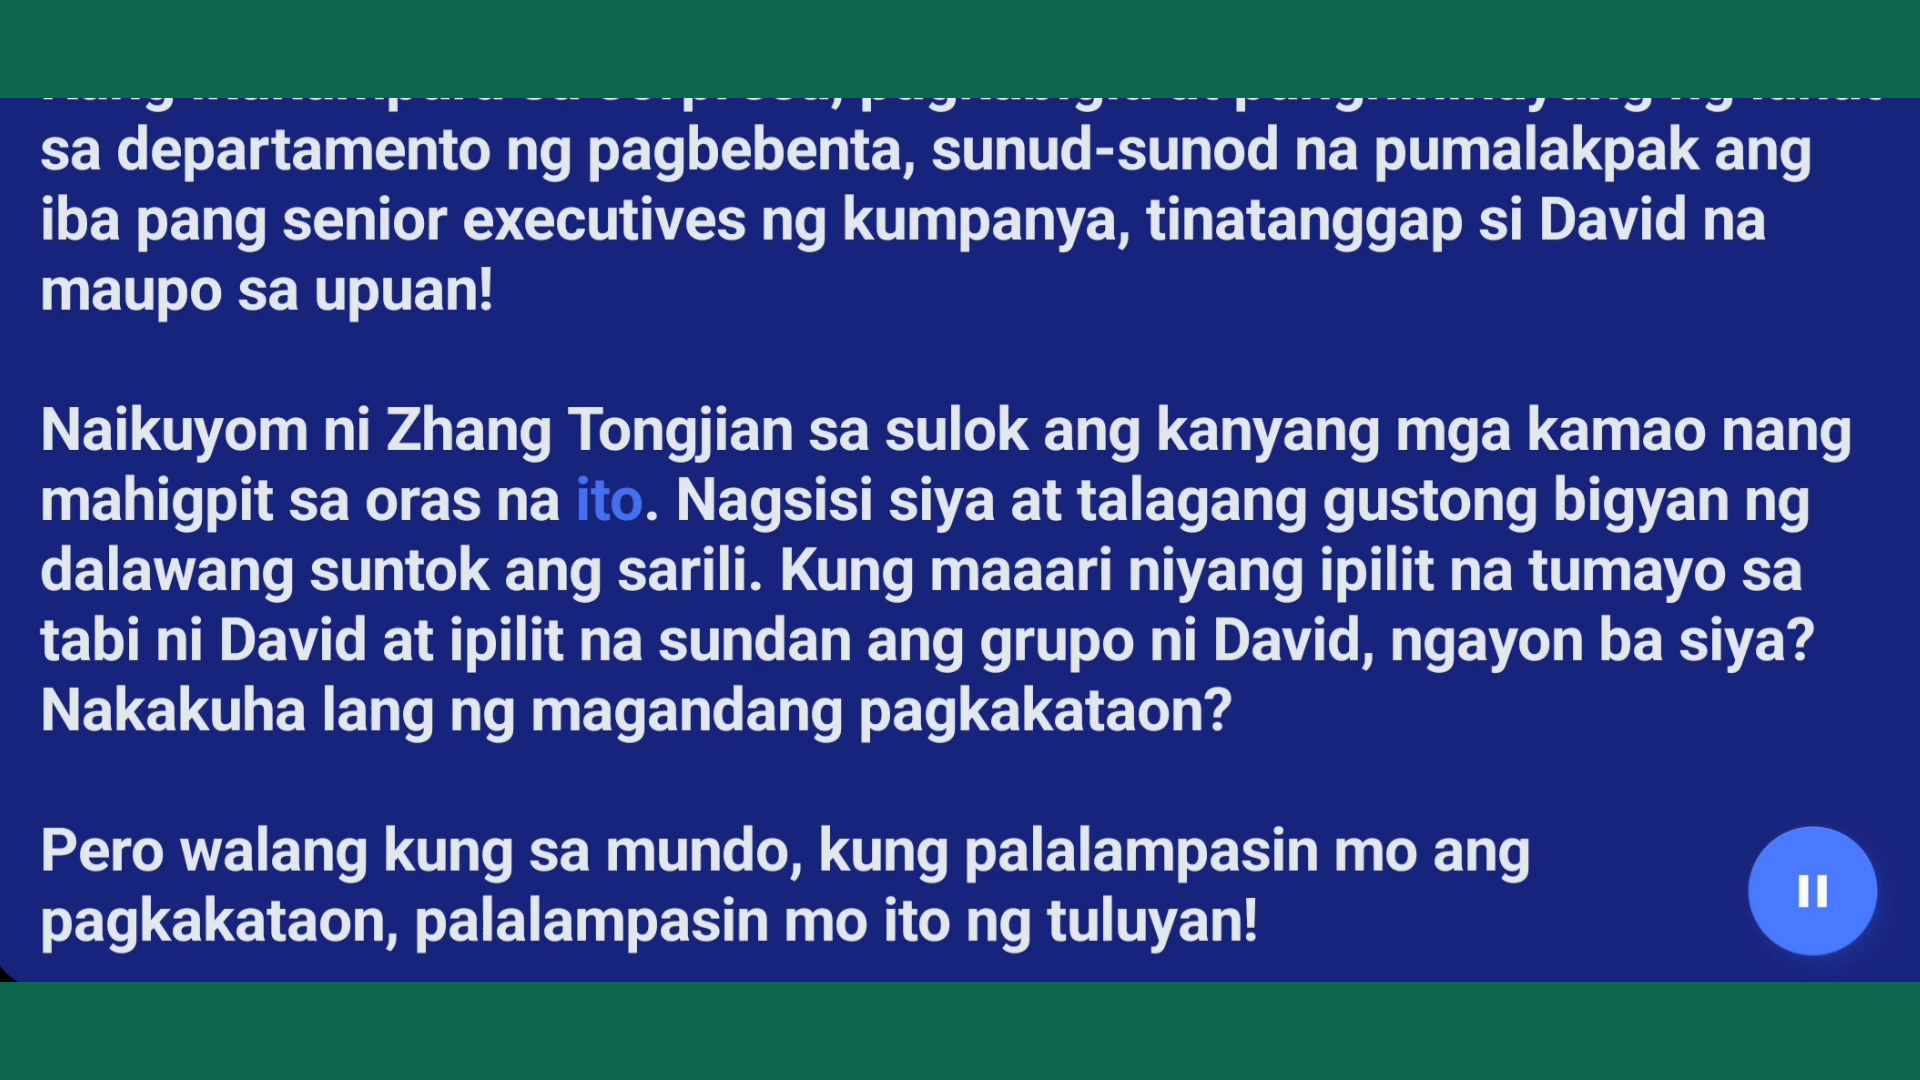 sa departamento ng pagbebenta, sunud-sunod na pumalakpak ang
iba pang senior executives ng kumpanya, tinatanggap si David na
maupo sa upuan!
Naikuyom ni Zhang Tongjian sa sulok ang kanyang mga kamao nang
mahigpit sa oras na ito. Nagsisi siya at talagang gustong bigyan ng
dalawang suntok ang sarili. Kung maaari niyang ipilit na tumayo sa
tabi ni David at ipilit na sundan ang grupo ni David, ngayon ba siya?
Nakakuha lang ng magandang pagkakataon?
Pero walang kung sa mundo, kung palalampasin mo ang
pagkakataon, palalampasin mo ito ng tuluyan!